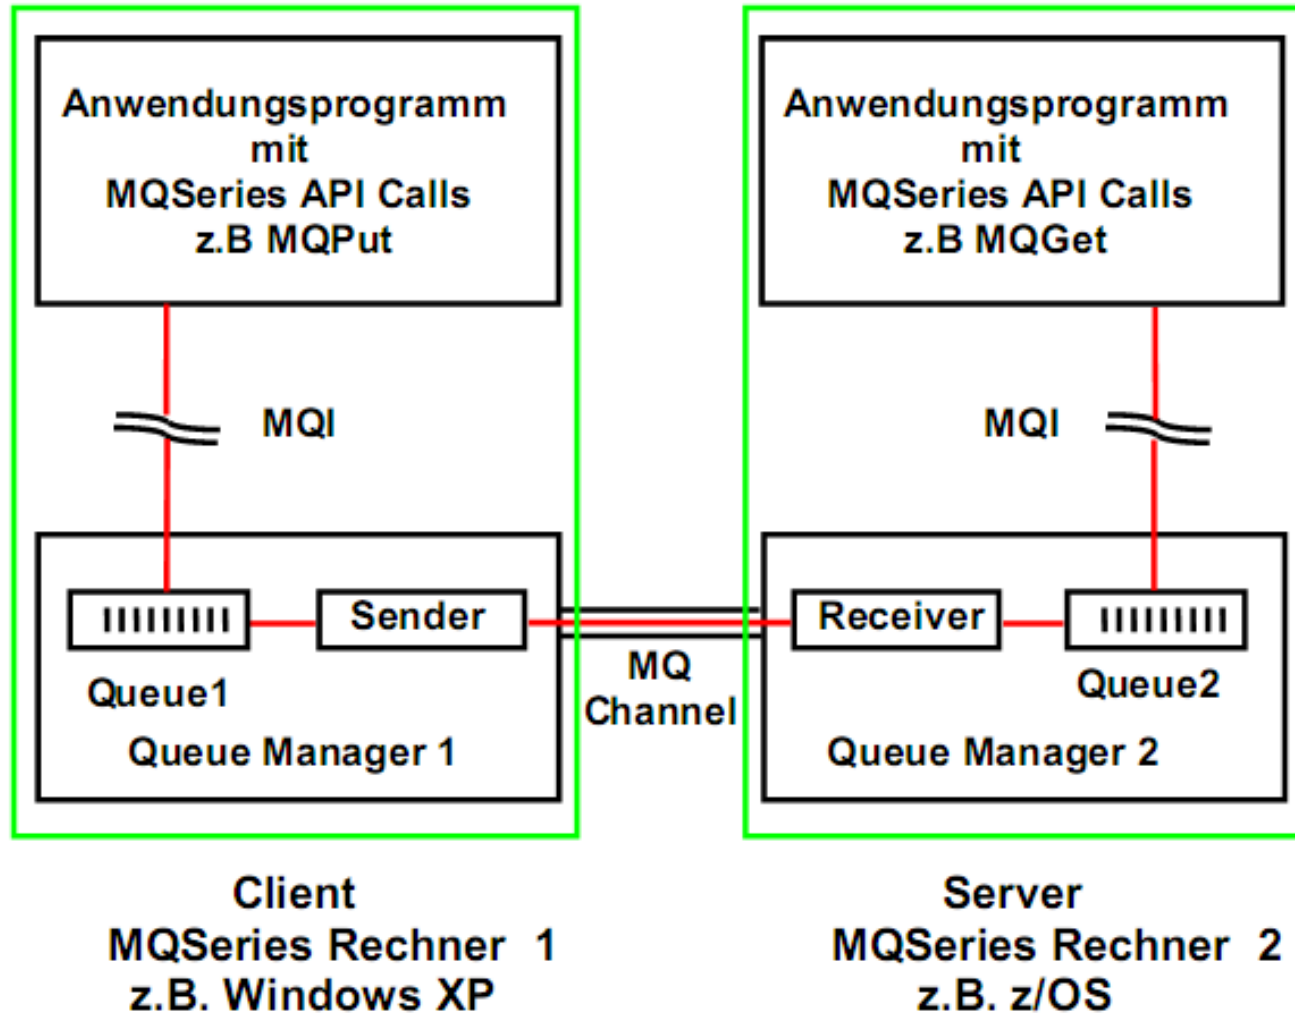 Anwendungsprogramm
mit
MQSeries API Calls
z.B MQPut
Anwendungsprogramm
mit
MQSeries API Calls
z.B MQGet
MQI
MQI
Sender
Queue1
Queue Manager 1
MQ
Channel
Receiver
Queue2
Queue Manager 2
Client
MQSeries Rechner 1
z.B. Windows XP
Server
MQSeries Rechner 2
z.B. z/OS